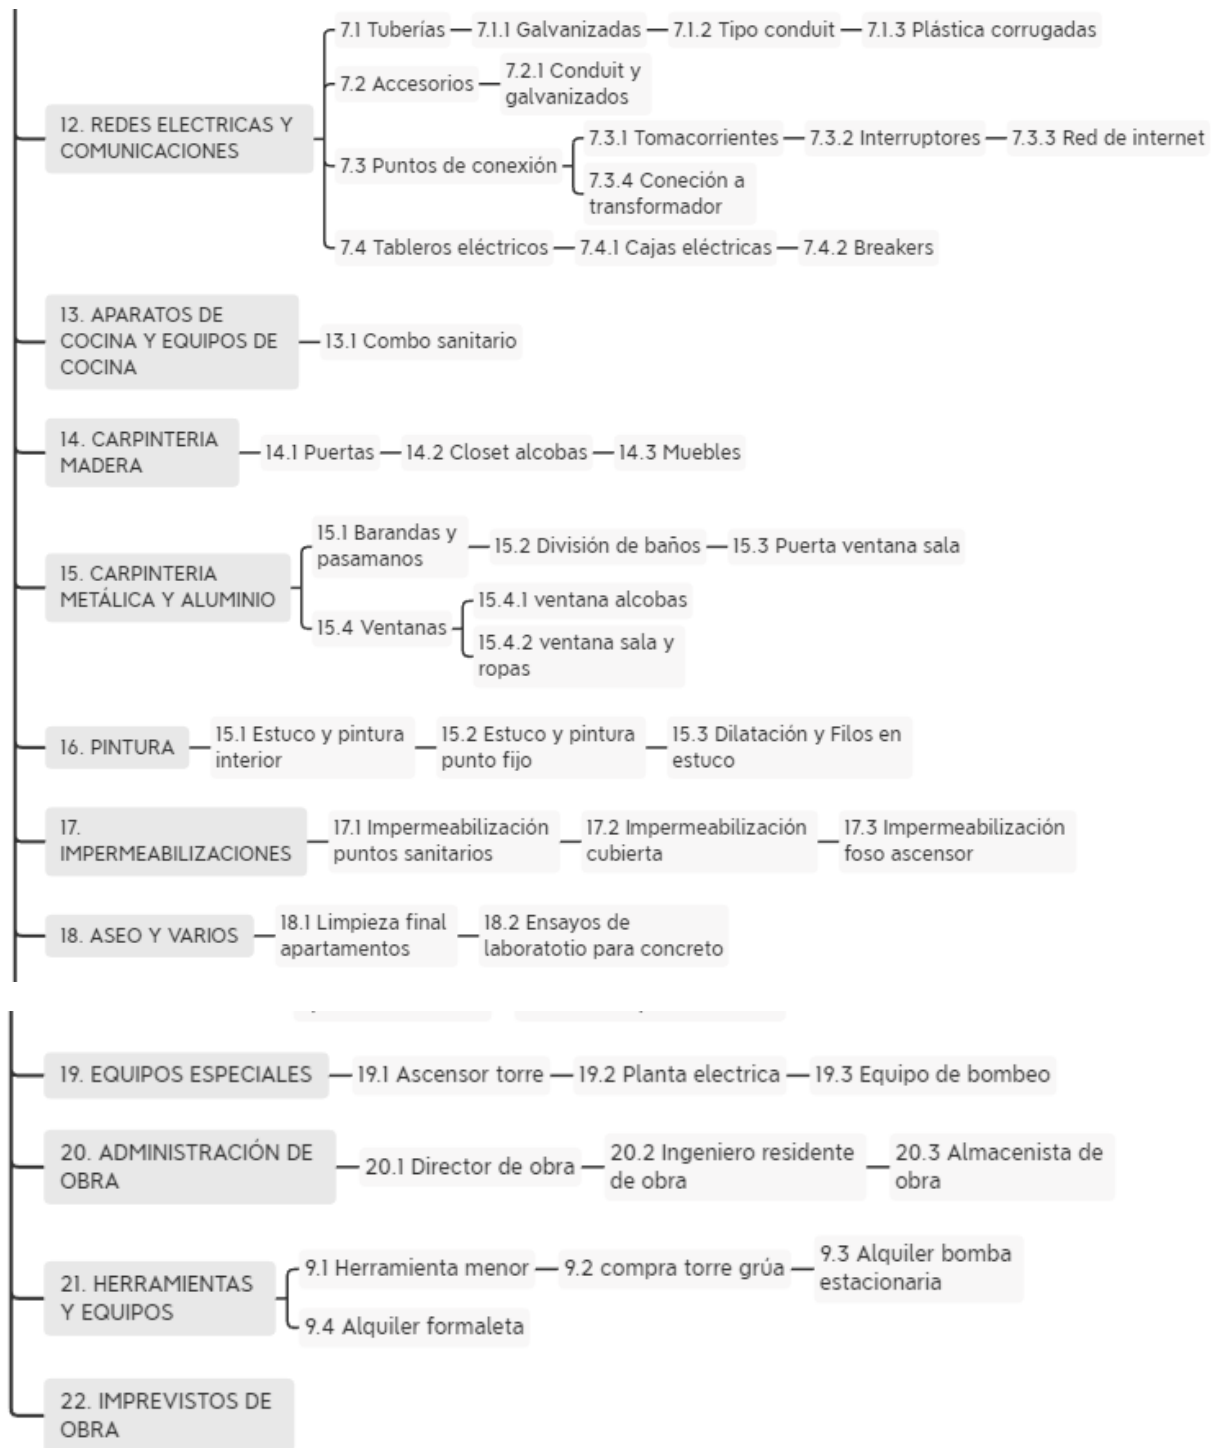 12. REDES ELECTRICAS Y
COMUNICACIONES
7.1 Tuberías
7.1.1 Galvanizadas
7.1.2 Tipo conduit
7.1.3 Plástica corrugadas
7.2 Accesorios
7.2.1 Conduit y
galvanizados
7.3 Puntos de conexión
7.3.1 Tomacorrientes
7.3.2 Interruptores
7.3.3 Red de internet
7.3.4 Coneción a
transformador
7.4 Tableros eléctricos
7.4.1 Cajas eléctricas
7.4.2 Breakers
13. APARATOS DE
COCINA Y EQUIPOS DE
COCINA
13.1 Combo sanitario
14. CARPINTERIA
MADERA
14.1 Puertas
14.2 Closet alcobas
14.3 Muebles
15. CARPINTERIA
METÁLICA Y ALUMINIO
15.1 Barandas y
pasamanos
15.2 División de baños
15.3 Puerta ventana sala
15.4 Ventanas
15.4.1 ventana alcobas
15.4.2 ventana sala y
ropas
16. PINTURA
15.1 Estuco y pintura
interior
15.2 Estuco y pintura
punto fijo
15.3 Dilatación y Filos en
estuco
17.
IMPERMEABILIZACIONES
17.1 Impermeabilización
puntos sanitarios
17.2 Impermeabilización
cubierta
17.3 Impermeabilización
foso ascensor
18. ASEO Y VARIOS
18.1 Limpieza final
apartamentos
18.2 Ensayos de
laboratotio para concreto
19. EQUIPOS ESPECIALES
19.1 Ascensor torre
19.2 Planta electrica
19.3 Equipo de bombeo
20. ADMINISTRACIÓN DE
OBRA
20.1 Director de obra
20.2 Ingeniero residente
de obra
20.3 Almacenista de
obra
21. HERRAMIENTAS
Y EQUIPOS
9.1 Herramienta menor
9.2 compra torre grúa
9.3 Alquiler bomba
estacionaria
9.4 Alquiler formaleta
22. IMPREVISTOS DE
OBRA